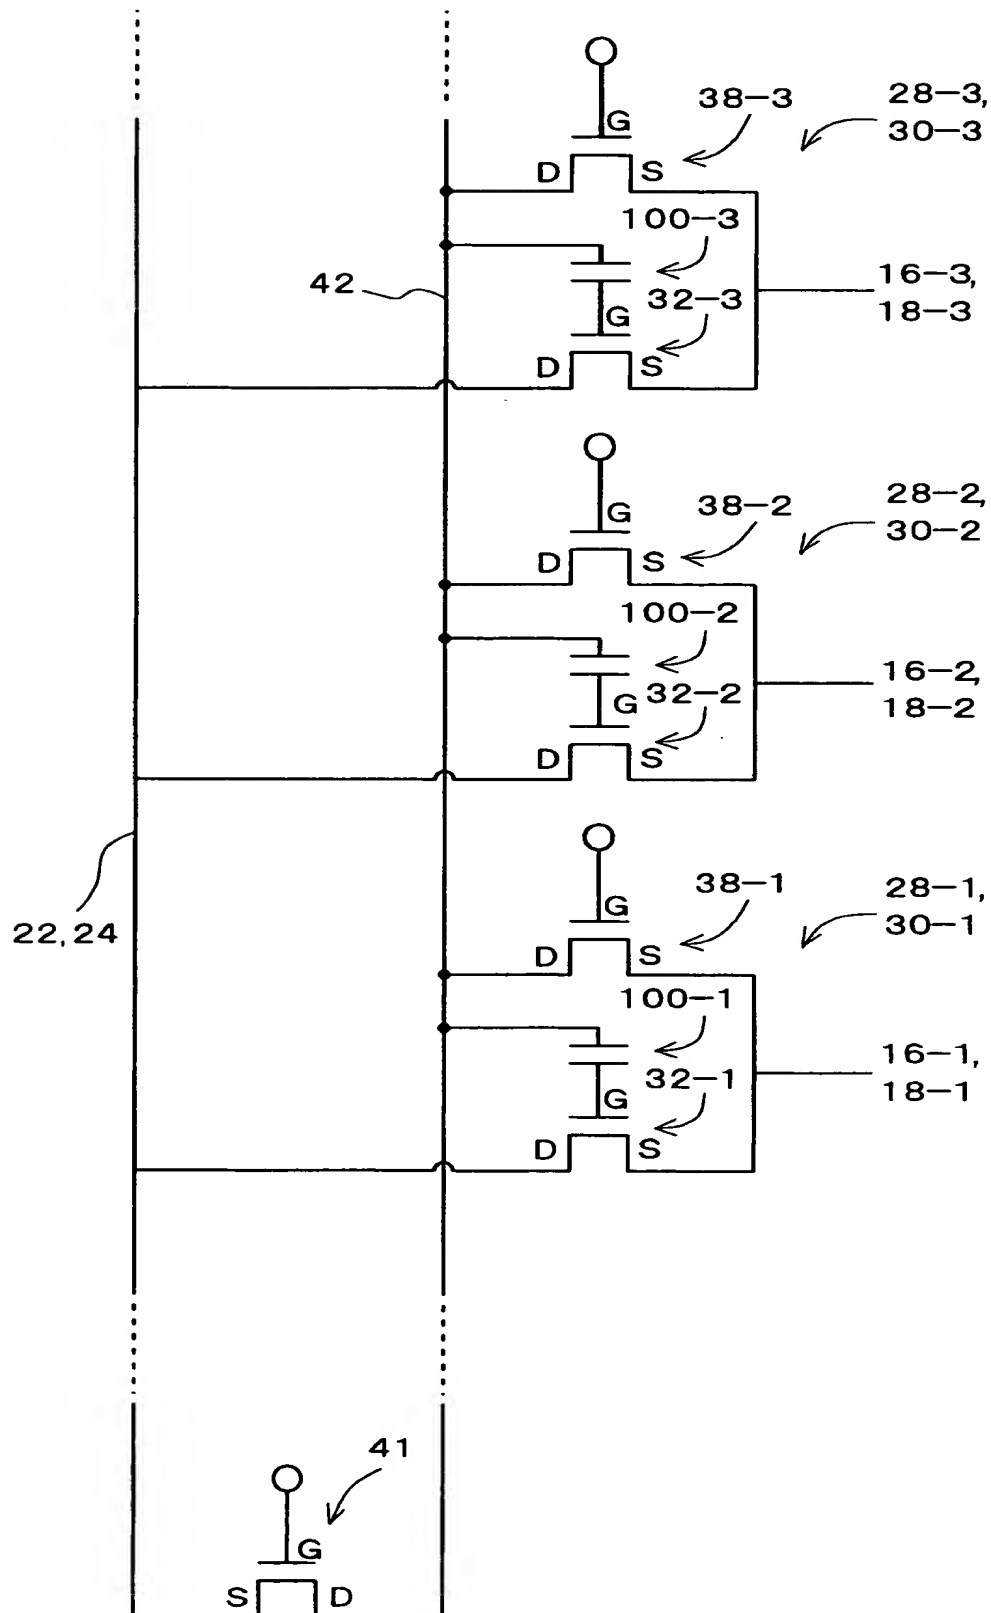 G
38-3
28-3,
30-3
D
S
100-3
42
16-3,
18-3
32-3
G
D
S
G
38-2
28-2,
30-2
D
S
100-2
16-2,
18-2
32-2
G
D
S
22,24
G
38-1
28-1,
30-1
D
S
100-1
16-1,
18-1
32-1
G
D
S
41
G
S
D